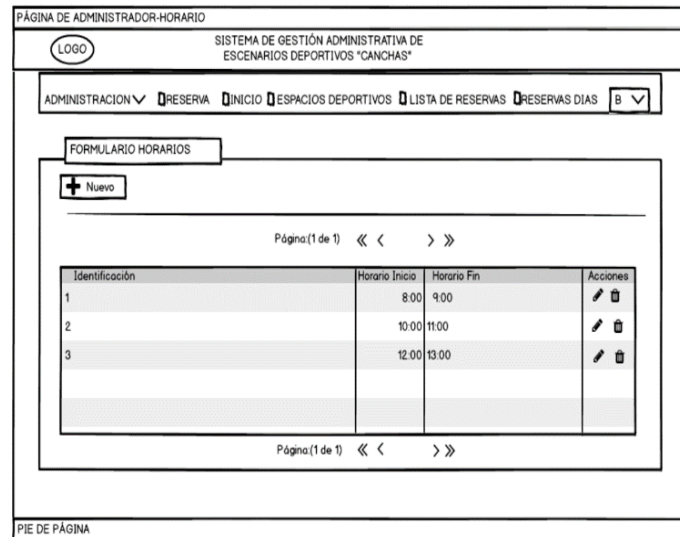 PÁGINA DE ADMINISTRADOR-HORARIO
LOGO
SISTEMA DE GESTIÓN ADMINISTRATIVA DE
ESCENARIOS DEPORTIVOS "CANCHAS"
ADMINISTRACION RESERVA INICIO ESPACIOS DEPORTIVOS LISTA DE RESERVAS RESERVAS DIAS B
FORMULARIO HORARIOS
Nuevo
Página:(1 de 1)
Identificación Horario Inicio Horario Fin Acciones
1 8:00 9:00
2 10:00 11:00
3 12:00 13:00
Página:(1 de 1)
PIE DE PÁGINA